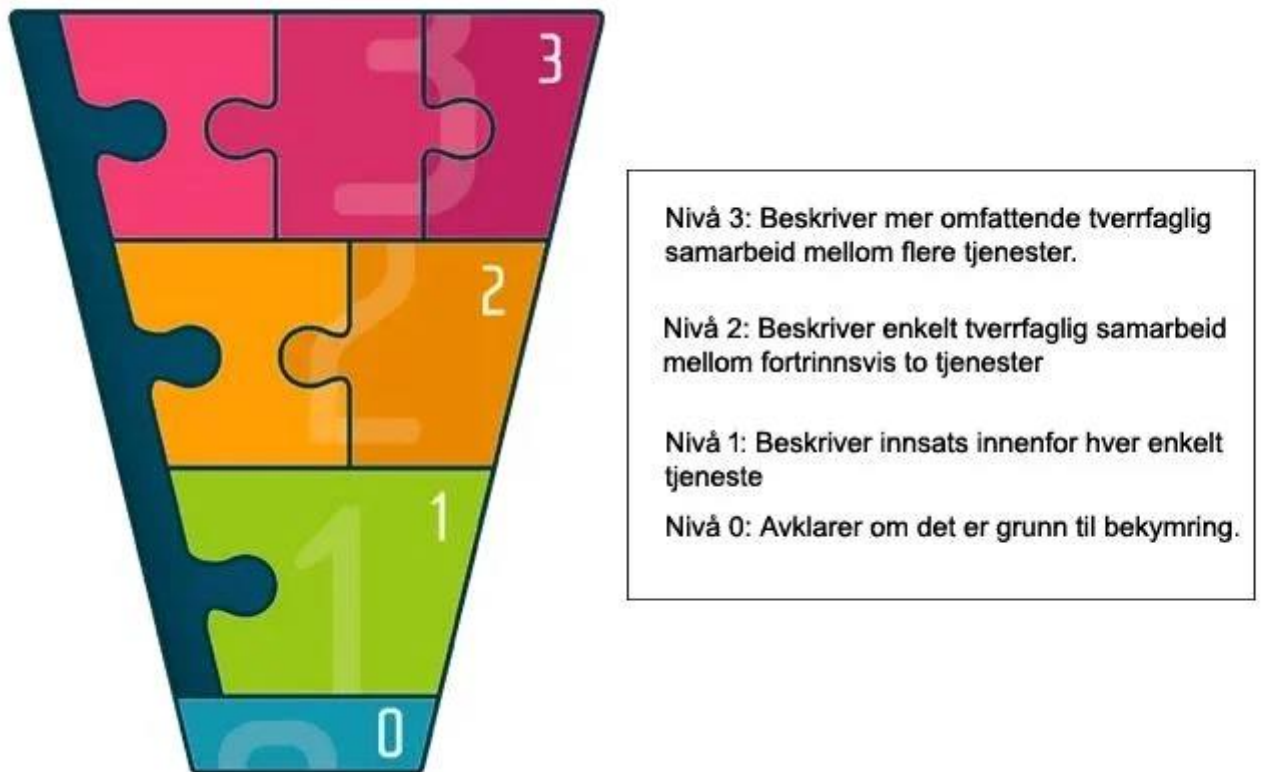 3
2
1
0
Nivå 3: Beskriver mer omfattende tverrfaglig
samarbeid mellom flere tjenester.
Nivå 2: Beskriver enkelt tverrfaglig samarbeid
mellom fortrinnsvis to tjenester
Nivå 1: Beskriver innsats innenfor hver enkelt
tjeneste
Nivå 0: Avklarer om det er grunn til bekymring.